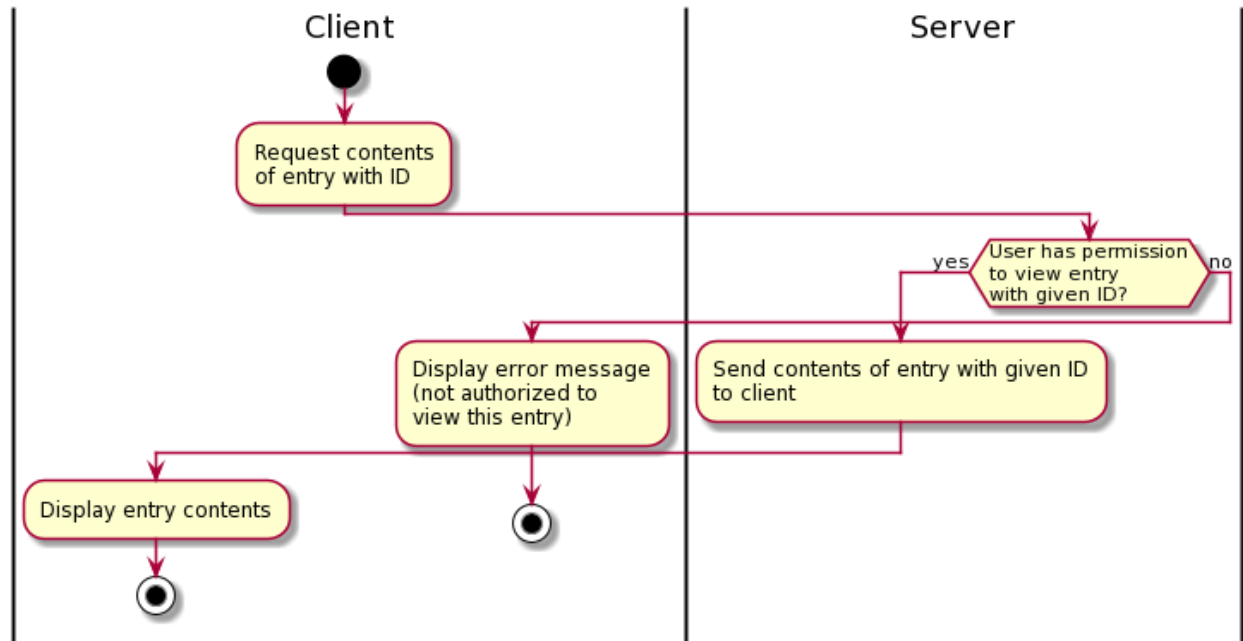 Client
Server
Request contents
of entry with ID
User has permission
to view entry
with given ID?
yes
no
Display error message
(not authorized to
view this entry)
Send contents of entry with given ID
to client
Display entry contents